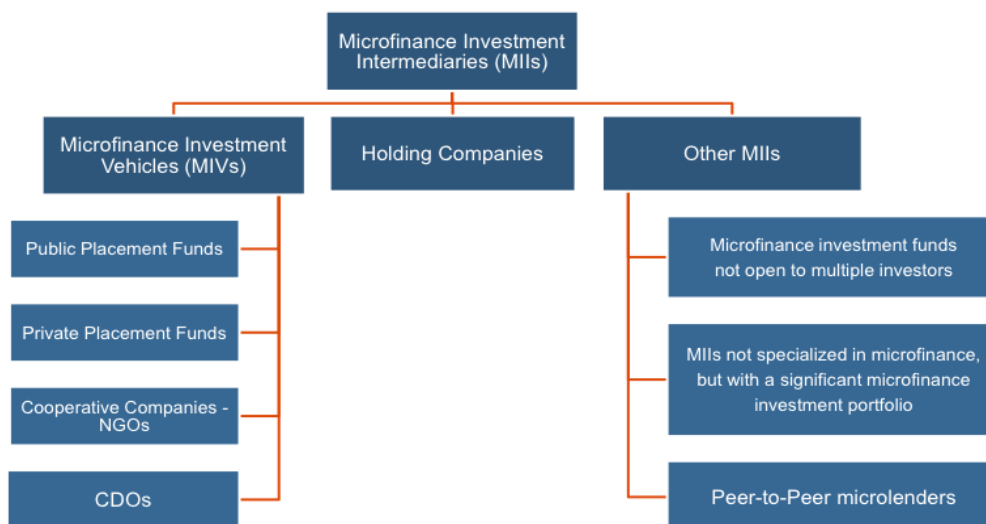 Microfinance Investment
Intermediaries (MIIs)
Microfinance Investment
Vehicles (MIVs)
Holding Companies
Other MIIs
Public Placement Funds
Private Placement Funds
Cooperative Companies -
NGOs
CDOs
Microfinance investment funds
not open to multiple investors
MIIs not specialized in microfinance,
but with a significant microfinance
investment portfolio
Peer-to-Peer microlenders